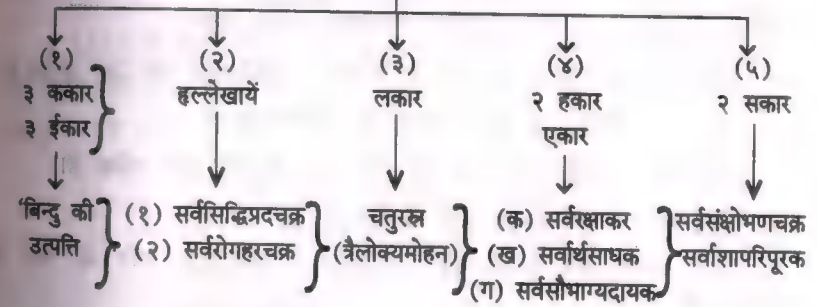 (१) (२) (३) (४) (५)
३ ककार हृल्लेखायें लकार २ हकार २ सकार
३ ईकार एकार
'बिन्दु की (१) सर्वसिद्धिप्रदचक्र चतुरस्र (क) सर्वरक्षाकर सर्वसंक्षोभणचक्र
उत्पत्ति (२) सर्वरोगहरचक्र (त्रैलोक्यमोहन) (ख) सर्वार्थसाधक सर्वाशापरिपूरक
(ग) सर्वसौभाग्यदायक